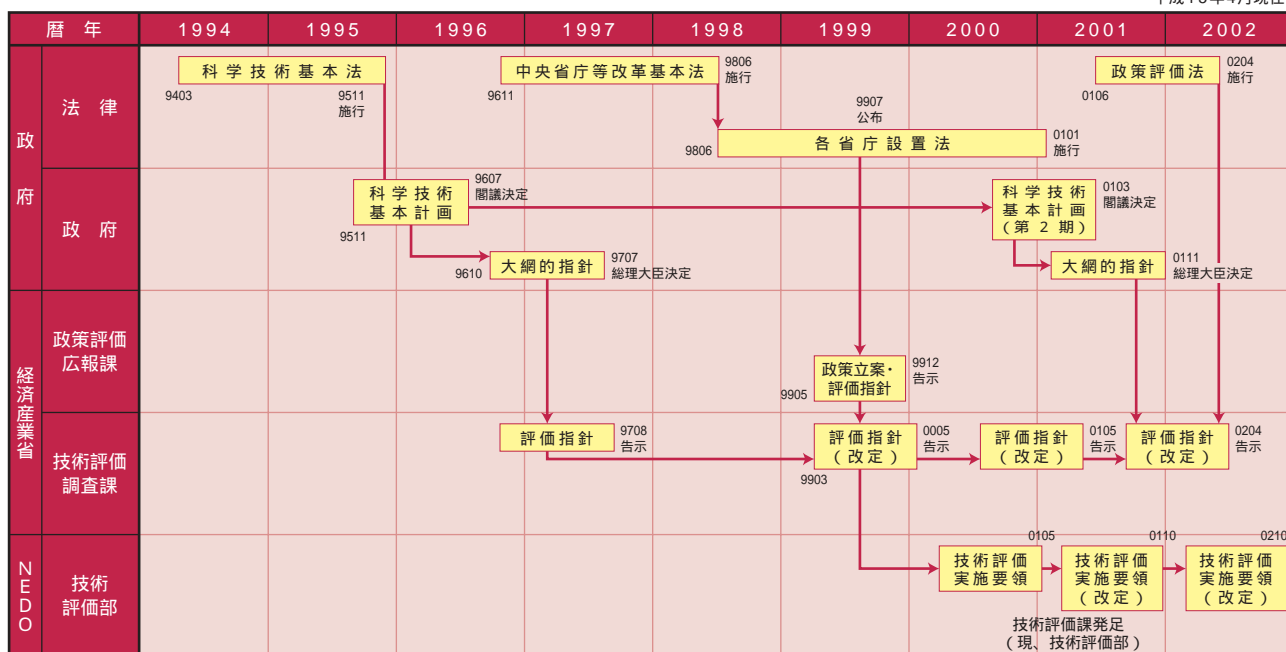 平成15年4月現在
暦年 1994 1995 1996 1997 1998 1999 2000 2001 2002
政府
法律
科学技術基本法
9403
9511
施行
中央省庁等改革基本法
9611
9806
施行
政策評価法
0106
0204
施行
9907
公布
各省庁設置法
9806
0101
施行
政府
科学技術
基本計画
9511
9607
閣議決定
科学技術
基本計画
(第2期)
0103
閣議決定
大綱的指針
9610
9707
総理大臣決定
大綱的指針
0111
総理大臣決定
経済産業省
政策評価
広報課
政策立案・
評価指針
9905
9912
告示
技術評価
調査課
評価指針
9708
告示
評価指針
(改定)
9903
0005
告示
評価指針
(改定)
0105
告示
評価指針
(改定)
0204
告示
NEDO
技術
評価部
技術評価
実施要領
0105
技術評価
実施要領
(改定)
0110
技術評価
実施要領
(改定)
0210
技術評価課発足
(現、技術評価部)